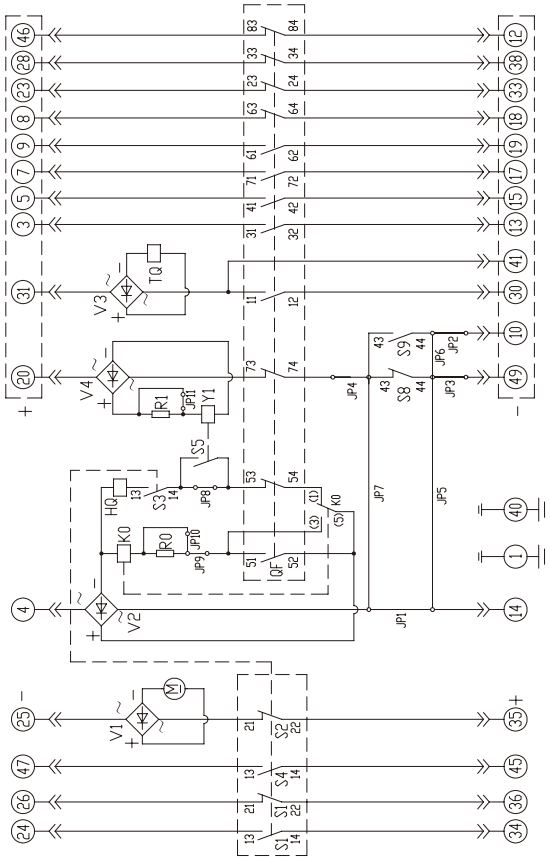 46 83 84 12
28 33 34 38
23 23 24 33
8 63 64 18
9 61 62 19
7 71 72 17
5 41 42 15
3 31 32 13
41
TQ
~ −
31 V3 11 12 30
+ ~
10
43 S9 44 JP6 JP2
~ −
20 V4 73 74 JP4 43 S8 44 JP3 49
+ ~ −
+
R1 JP11 Y1
S5
JP7 JP5
HQ 13 S3 14 JP8 53 54
(1) K0
(3) (5)
K0 R0 JP10 JP9 51 52
QF
40
1
~ −
4 V2 JP1 14
+ ~
−
M
~ −
25 V1 21 S2 22 35 +
+ ~
47 13 S4 14 45
26 21 S1 22 36
24 13 S1 14 34